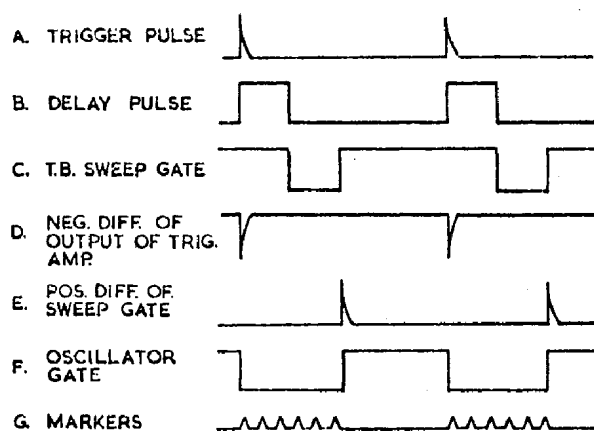 A. TRIGGER PULSE
B. DELAY PULSE
C. T.B. SWEEP GATE
D. NEG. DIFF. OF
OUTPUT OF TRIG.
AMP.
E. POS. DIFF. OF
SWEEP GATE
F. OSCILLATOR
GATE
G. MARKERS